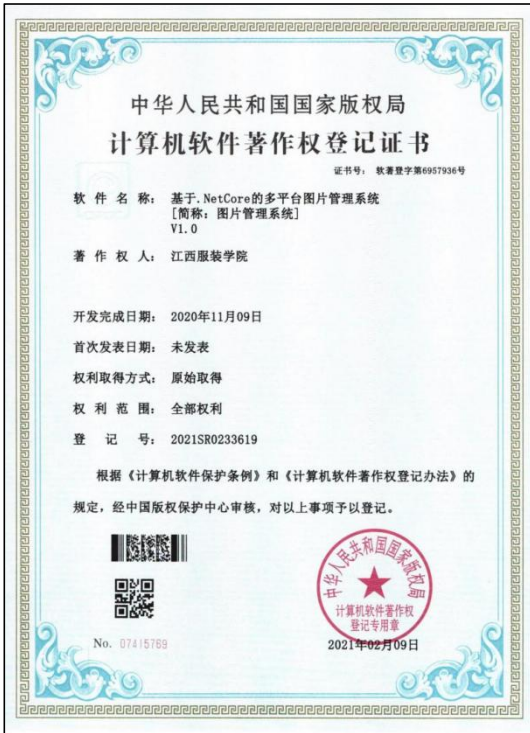 中华人民共和国国家版权局
计算机软件著作权登记证书
证书号： 软著登字第6957936号
软件名称： 基于.NetCore的多平台图片管理系统
[简称：图片管理系统]
V1.0
著作权人： 江西服装学院
开发完成日期： 2020年11月09日
首次发表日期： 未发表
权利取得方式： 原始取得
权利范围： 全部权利
登记号： 2021SR0233619
根据《计算机软件保护条例》和《计算机软件著作权登记办法》的
规定，经中国版权保护中心审核，对以上事项予以登记。
中华人民共和国国家版权局
计算机软件著作权
登记专用章
No. 07415769
2021年02月09日